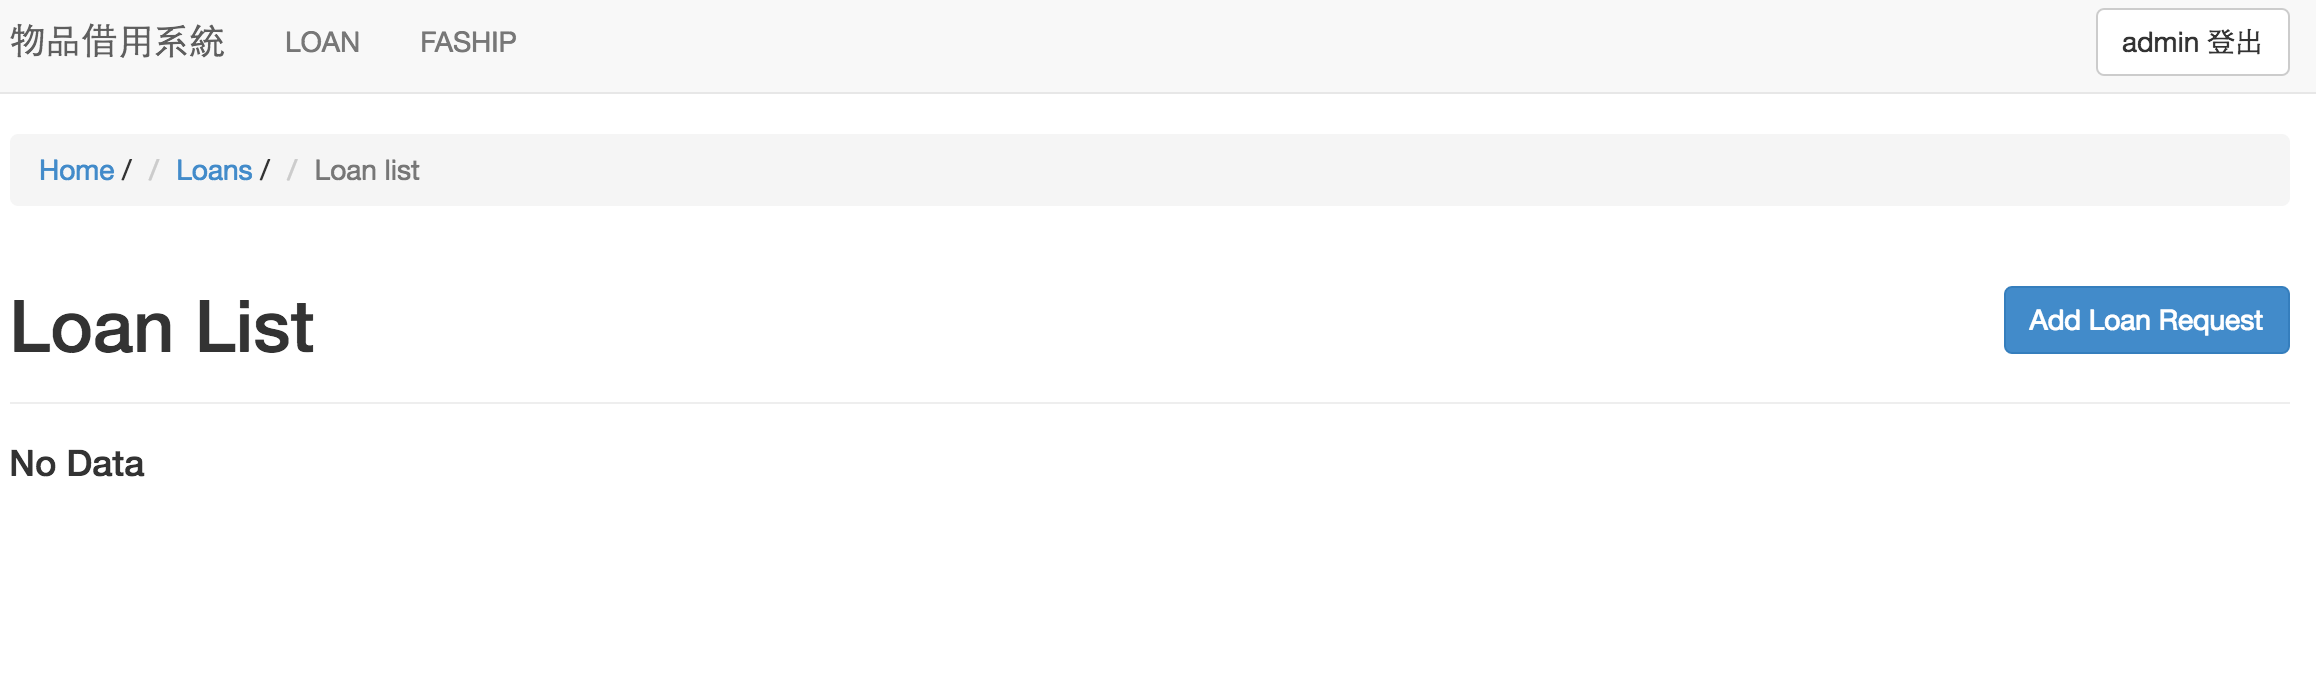 物品借用系統 LOAN FASHIP admin 登出
Home / / Loans / / Loan list
Loan List Add Loan Request
No Data